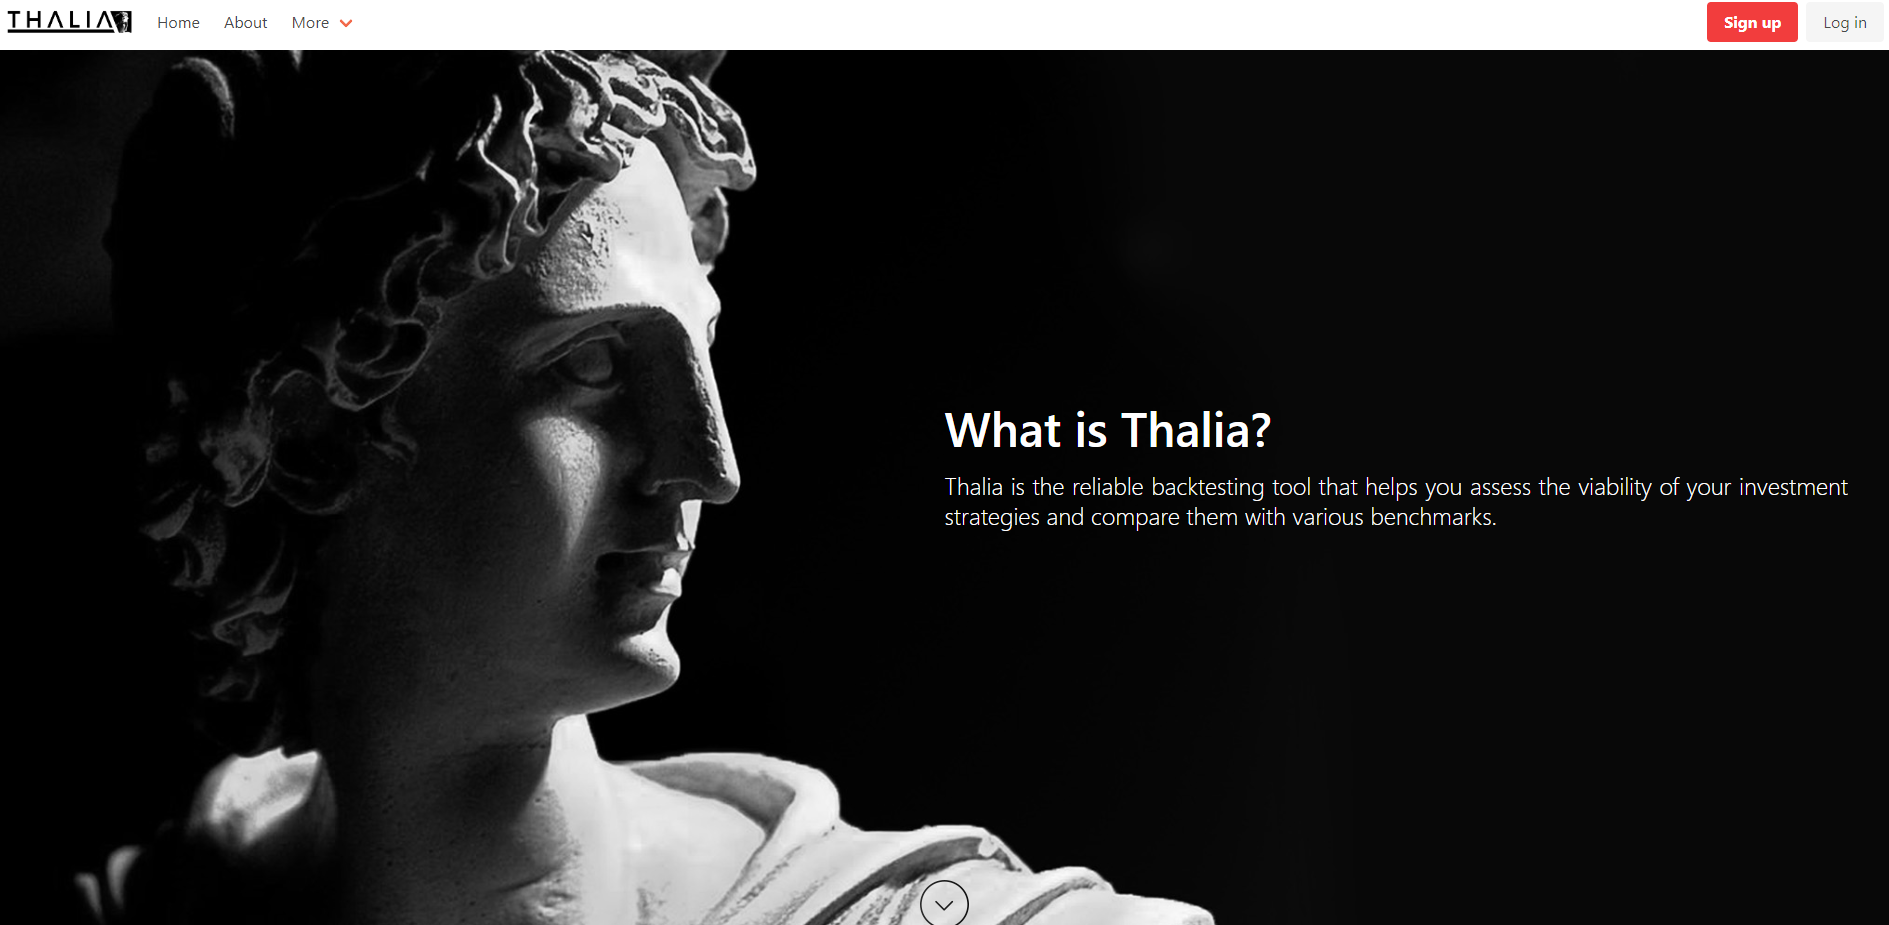 THALIA
Home
About
More
Sign up
Log in
What is Thalia?
Thalia is the reliable backtesting tool that helps you assess the viability of your investment
strategies and compare them with various benchmarks.